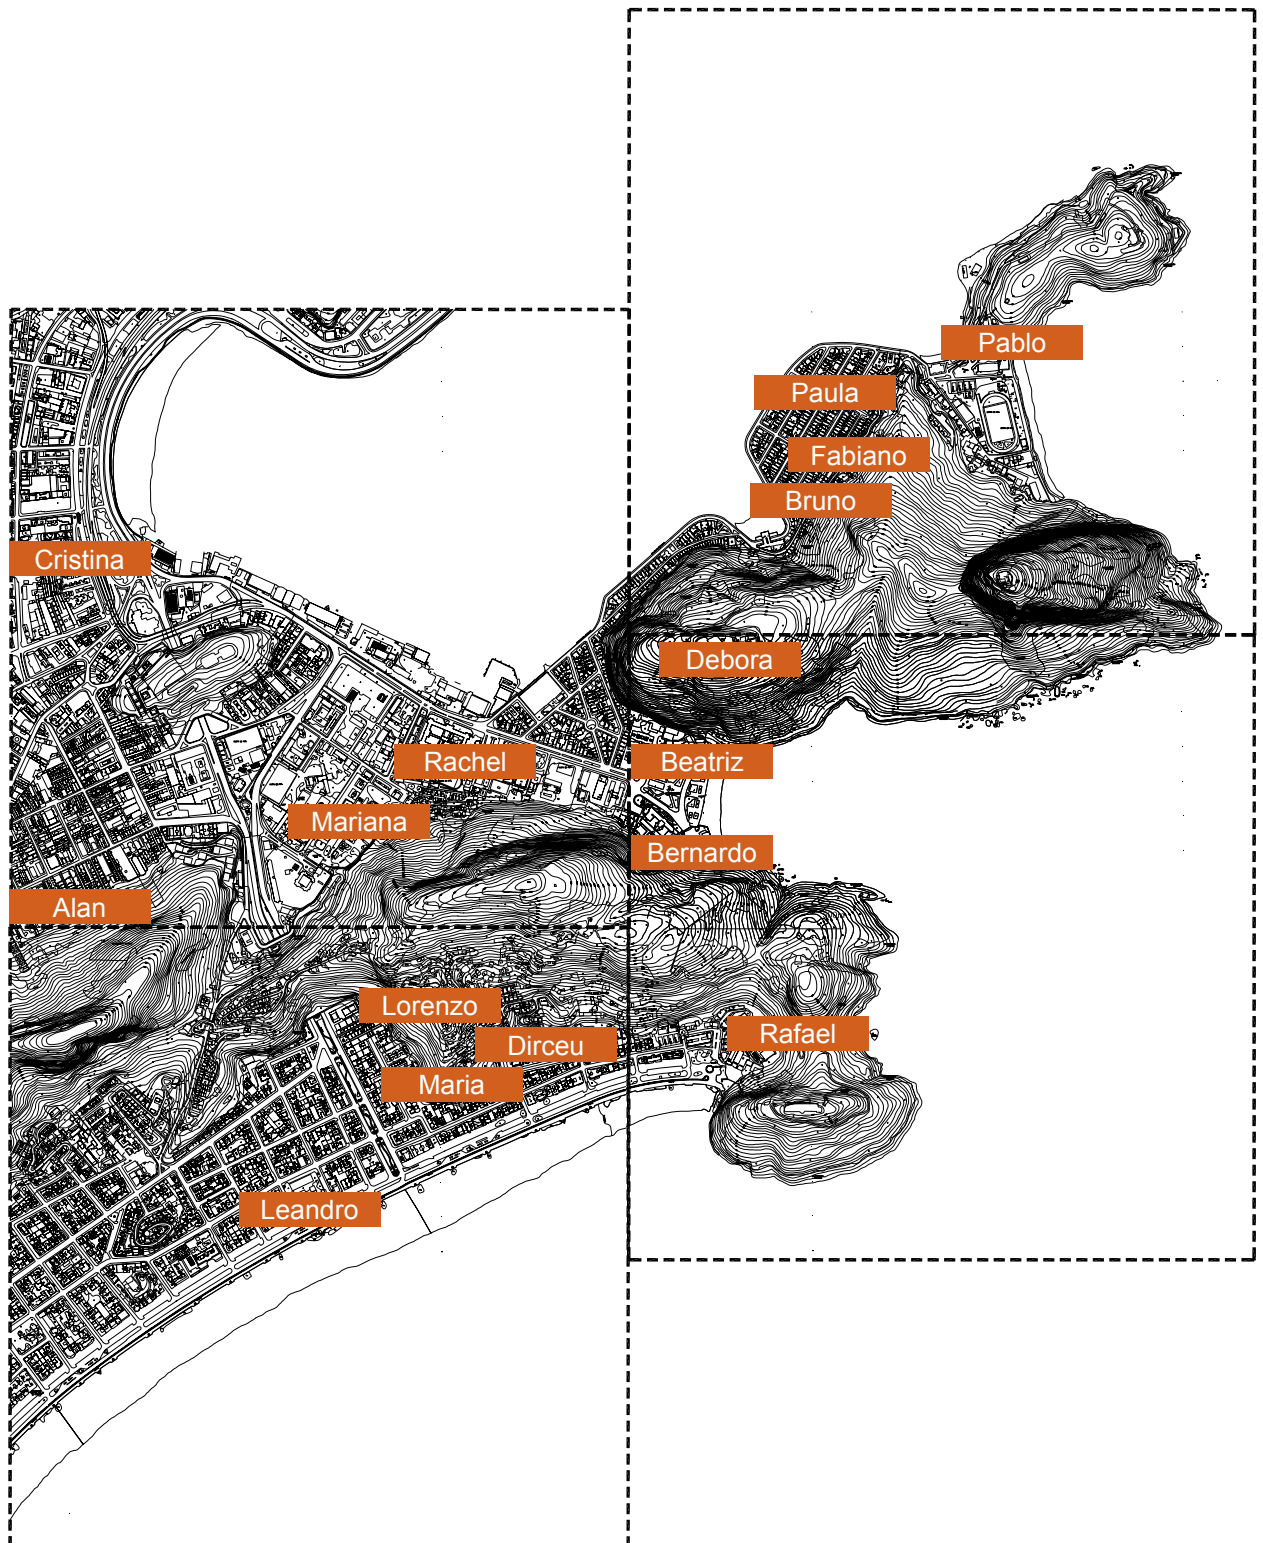 Pablo
Paula
Fabiano
Bruno
Cristina
Debora
Rachel
Beatriz
Mariana
Bernardo
Alan
Lorenzo
Rafael
Dirceu
Maria
Leandro